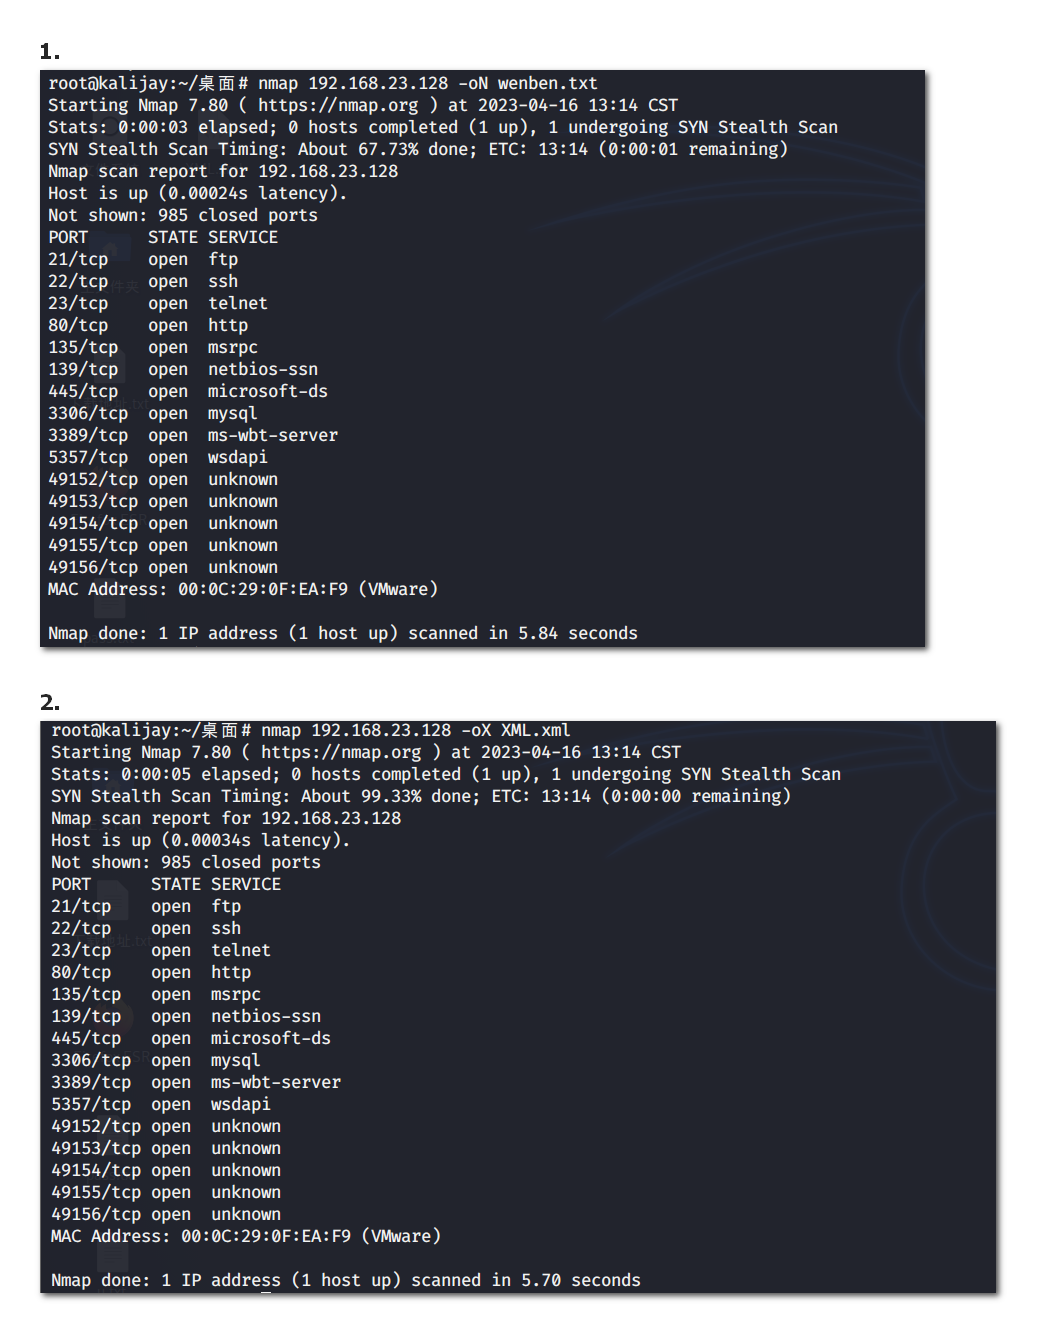 1.
root@kalijay:~/桌面# nmap 192.168.23.128 -oN wenben.txt
Starting Nmap 7.80 ( https://nmap.org ) at 2023-04-16 13:14 CST
Stats: 0:00:03 elapsed; 0 hosts completed (1 up), 1 undergoing SYN Stealth Scan
SYN Stealth Scan Timing: About 67.73% done; ETC: 13:14 (0:00:01 remaining)
Nmap scan report for 192.168.23.128
Host is up (0.00024s latency).
Not shown: 985 closed ports
PORT      STATE SERVICE
21/tcp    open  ftp
22/tcp    open  ssh
23/tcp    open  telnet
80/tcp    open  http
135/tcp   open  msrpc
139/tcp   open  netbios-ssn
445/tcp   open  microsoft-ds
3306/tcp  open  mysql
3389/tcp  open  ms-wbt-server
5357/tcp  open  wsdapi
49152/tcp open  unknown
49153/tcp open  unknown
49154/tcp open  unknown
49155/tcp open  unknown
49156/tcp open  unknown
MAC Address: 00:0C:29:0F:EA:F9 (VMware)
Nmap done: 1 IP address (1 host up) scanned in 5.84 seconds
2.
root@kalijay:~/桌面# nmap 192.168.23.128 -oX XML.xml
Starting Nmap 7.80 ( https://nmap.org ) at 2023-04-16 13:14 CST
Stats: 0:00:05 elapsed; 0 hosts completed (1 up), 1 undergoing SYN Stealth Scan
SYN Stealth Scan Timing: About 99.33% done; ETC: 13:14 (0:00:00 remaining)
Nmap scan report for 192.168.23.128
Host is up (0.00034s latency).
Not shown: 985 closed ports
PORT      STATE SERVICE
21/tcp    open  ftp
22/tcp    open  ssh
23/tcp    open  telnet
80/tcp    open  http
135/tcp   open  msrpc
139/tcp   open  netbios-ssn
445/tcp   open  microsoft-ds
3306/tcp  open  mysql
3389/tcp  open  ms-wbt-server
5357/tcp  open  wsdapi
49152/tcp open  unknown
49153/tcp open  unknown
49154/tcp open  unknown
49155/tcp open  unknown
49156/tcp open  unknown
MAC Address: 00:0C:29:0F:EA:F9 (VMware)
Nmap done: 1 IP address (1 host up) scanned in 5.70 seconds